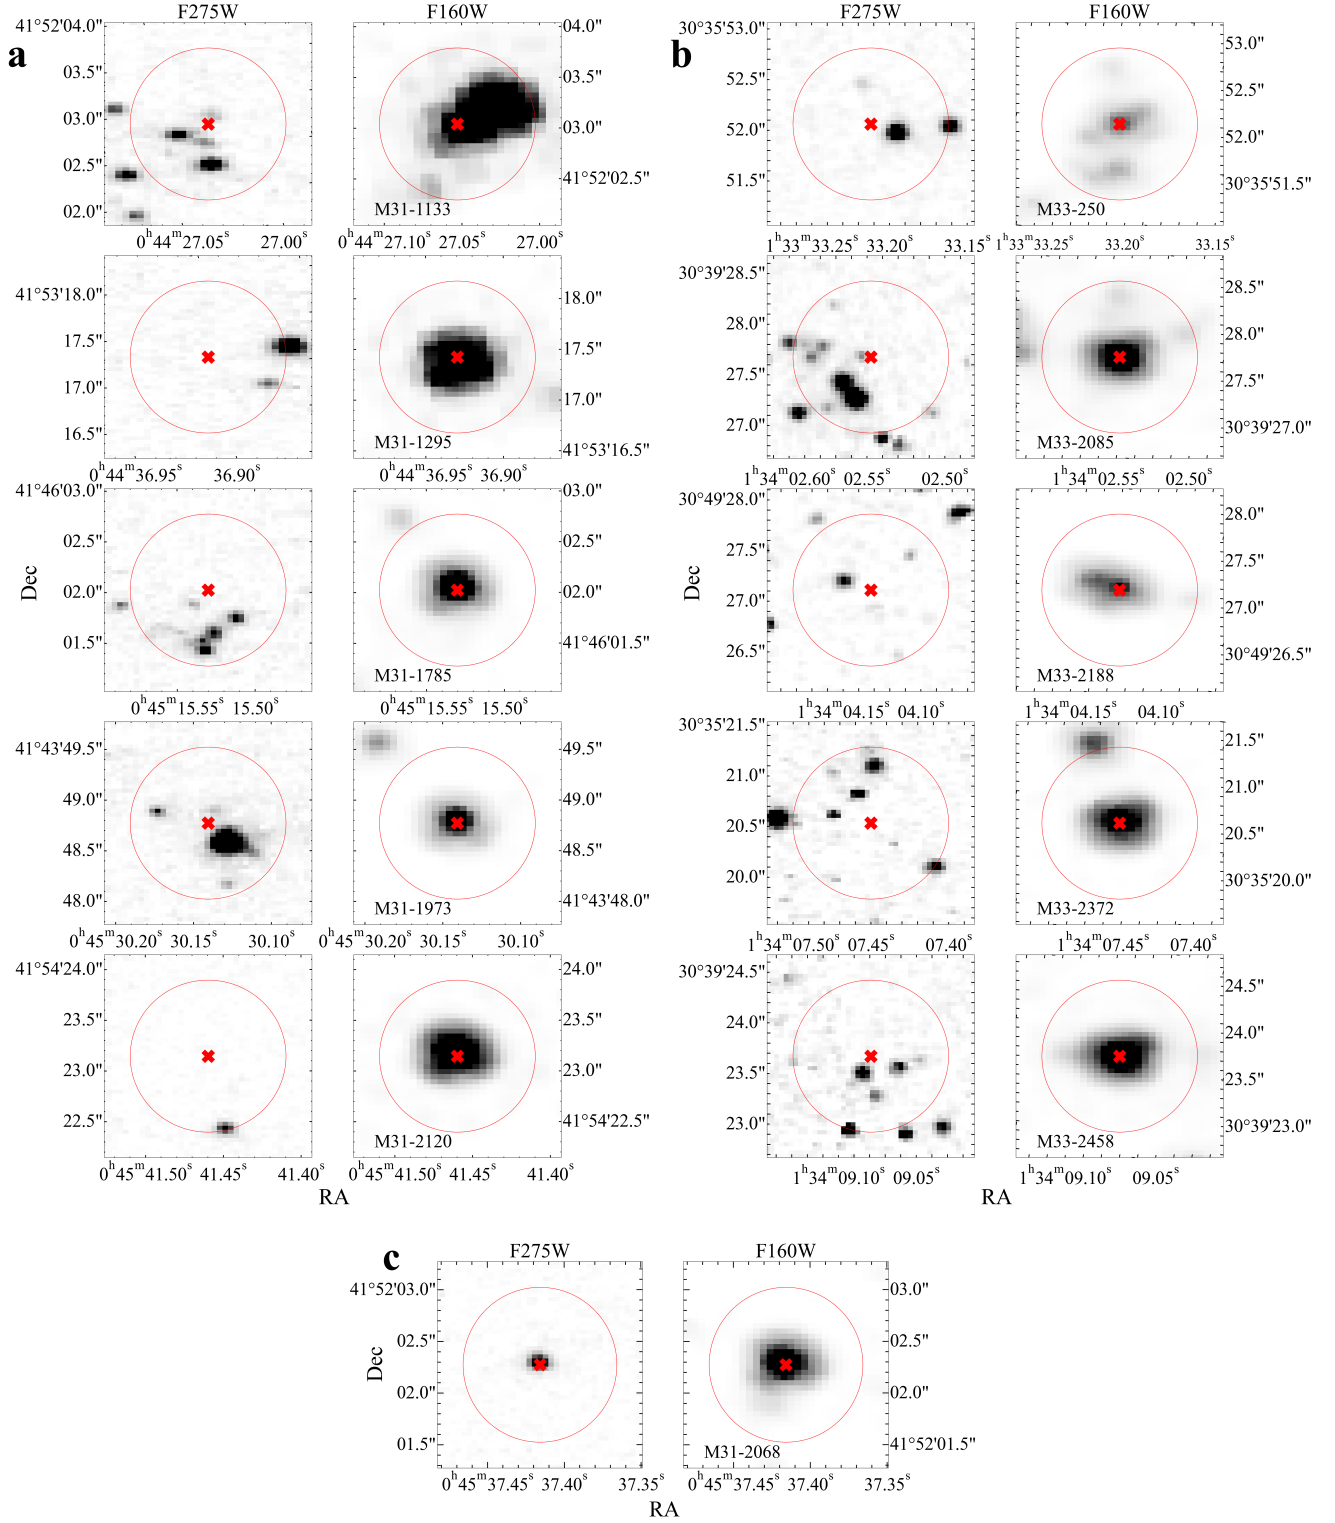 a
F275W F160W
41°52'04.0" 03.5" 03.0" 02.5" 02.0"
04.0" 03.5" 03.0" 41°52'02.5"
M31-1133
0ʰ44ᵐ27.05ˢ 27.00ˢ
0ʰ44ᵐ27.10ˢ 27.05ˢ 27.00ˢ
41°53'18.0" 17.5" 17.0" 16.5"
18.0" 17.5" 17.0" 41°53'16.5"
M31-1295
0ʰ44ᵐ36.95ˢ 36.90ˢ
0ʰ44ᵐ36.95ˢ 36.90ˢ
Dec
41°46'03.0" 02.5" 02.0" 01.5"
03.0" 02.5" 02.0" 41°46'01.5"
M31-1785
0ʰ45ᵐ15.55ˢ 15.50ˢ
0ʰ45ᵐ15.55ˢ 15.50ˢ
41°43'49.5" 49.0" 48.5" 48.0"
49.5" 49.0" 48.5" 41°43'48.0"
M31-1973
0ʰ45ᵐ30.20ˢ 30.15ˢ 30.10ˢ
0ʰ45ᵐ30.20ˢ 30.15ˢ 30.10ˢ
41°54'24.0" 23.5" 23.0" 22.5"
24.0" 23.5" 23.0" 41°54'22.5"
M31-2120
0ʰ45ᵐ41.50ˢ 41.45ˢ 41.40ˢ
0ʰ45ᵐ41.50ˢ 41.45ˢ 41.40ˢ
RA
b
F275W F160W
30°35'53.0" 52.5" 52.0" 51.5"
53.0" 52.5" 52.0" 30°35'51.5"
M33-250
1ʰ33ᵐ33.25ˢ 33.20ˢ 33.15ˢ
1ʰ33ᵐ33.25ˢ 33.20ˢ 33.15ˢ
30°39'28.5" 28.0" 27.5" 27.0"
28.5" 28.0" 27.5" 30°39'27.0"
M33-2085
1ʰ34ᵐ02.60ˢ 02.55ˢ 02.50ˢ
1ʰ34ᵐ02.55ˢ 02.50ˢ
Dec
30°49'28.0" 27.5" 27.0" 26.5"
28.0" 27.5" 27.0" 30°49'26.5"
M33-2188
1ʰ34ᵐ04.15ˢ 04.10ˢ
1ʰ34ᵐ04.15ˢ 04.10ˢ
30°35'21.5" 21.0" 20.5" 20.0"
21.5" 21.0" 20.5" 30°35'20.0"
M33-2372
1ʰ34ᵐ07.50ˢ 07.45ˢ 07.40ˢ
1ʰ34ᵐ07.45ˢ 07.40ˢ
30°39'24.5" 24.0" 23.5" 23.0"
24.5" 24.0" 23.5" 30°39'23.0"
M33-2458
1ʰ34ᵐ09.10ˢ 09.05ˢ
1ʰ34ᵐ09.10ˢ 09.05ˢ
RA
c
F275W F160W
Dec
41°52'03.0" 02.5" 02.0" 01.5"
03.0" 02.5" 02.0" 41°52'01.5"
M31-2068
0ʰ45ᵐ37.45ˢ 37.40ˢ 37.35ˢ
0ʰ45ᵐ37.45ˢ 37.40ˢ 37.35ˢ
RA